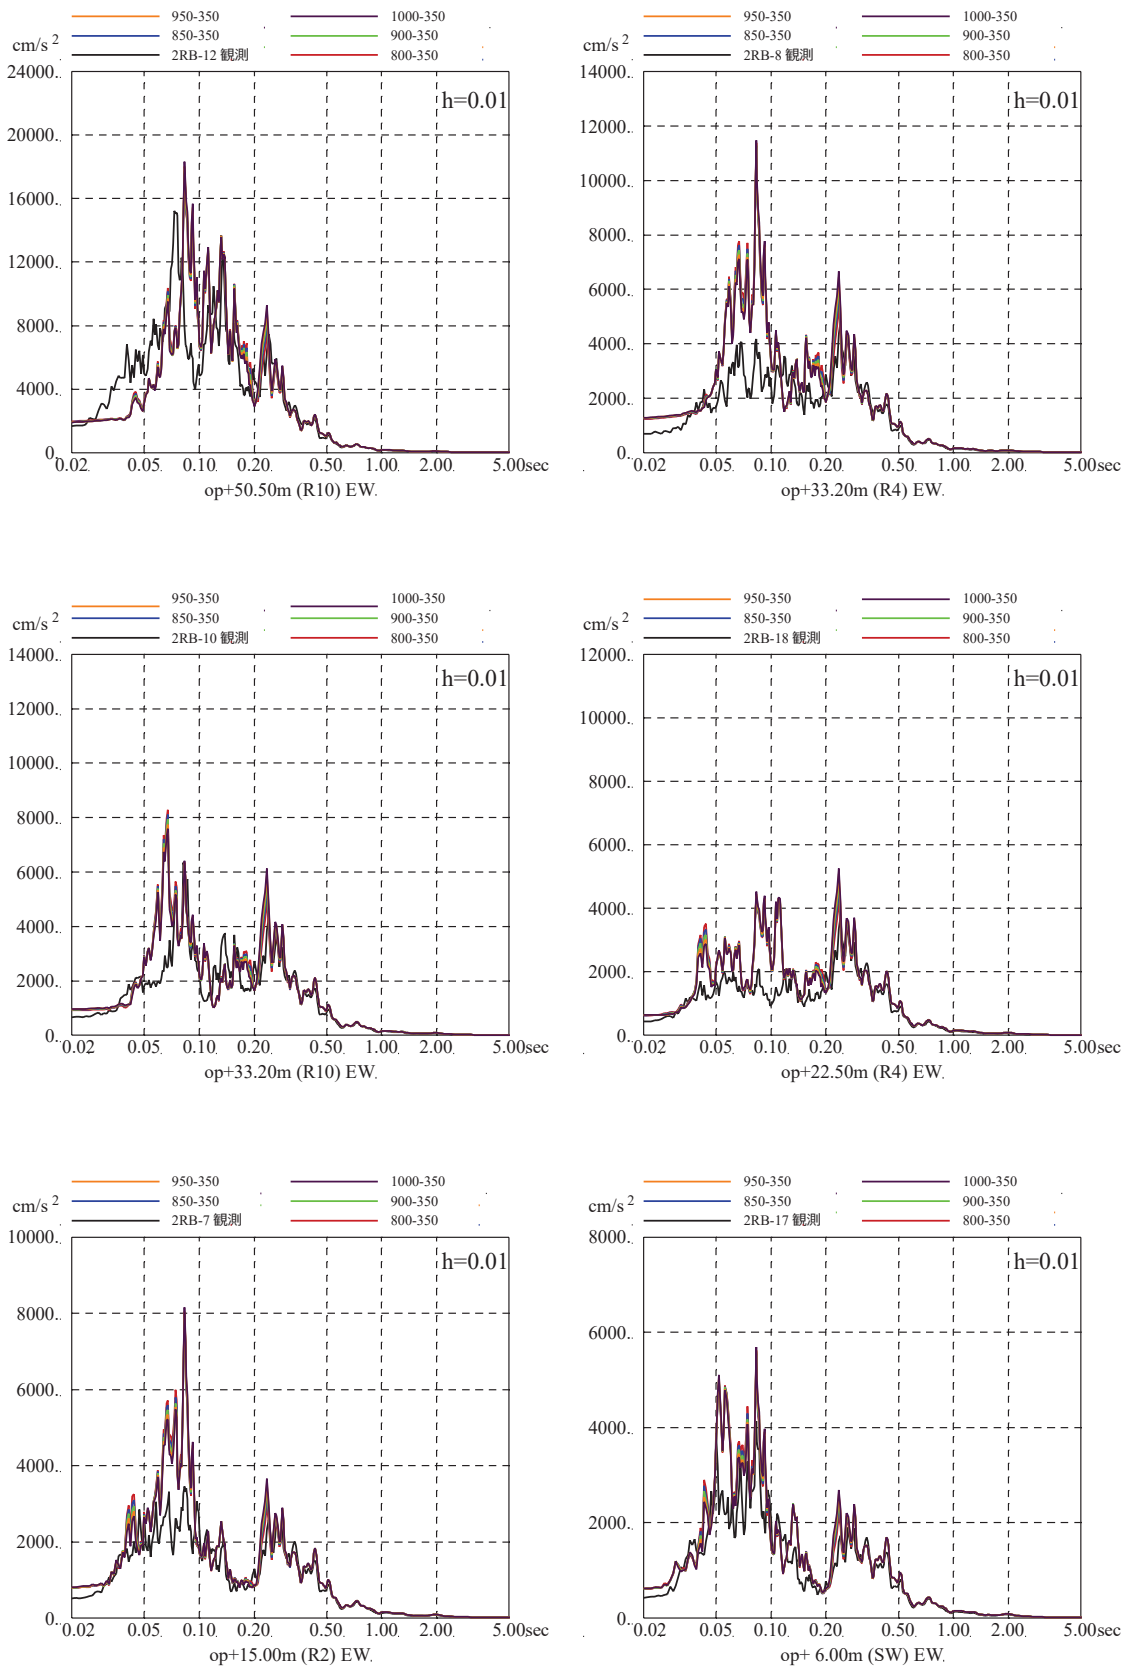 950-350 1000-350
850-350 900-350
2RB-12 観測 800-350
cm/s 2
24000.
20000.
16000.
12000.
8000.
4000.
0.
h=0.01
0.02 0.05 0.10 0.20 0.50 1.00 2.00 5.00sec
op+50.50m (R10) EW
950-350 1000-350
850-350 900-350
2RB-8 観測 800-350
cm/s 2
14000.
12000.
10000.
8000.
6000.
4000.
2000.
0.
h=0.01
0.02 0.05 0.10 0.20 0.50 1.00 2.00 5.00sec
op+33.20m (R4) EW
950-350 1000-350
850-350 900-350
2RB-10 観測 800-350
cm/s 2
14000.
12000.
10000.
8000.
6000.
4000.
2000.
0.
h=0.01
0.02 0.05 0.10 0.20 0.50 1.00 2.00 5.00sec
op+33.20m (R10) EW
950-350 1000-350
850-350 900-350
2RB-18 観測 800-350
cm/s 2
12000.
10000.
8000.
6000.
4000.
2000.
0.
h=0.01
0.02 0.05 0.10 0.20 0.50 1.00 2.00 5.00sec
op+22.50m (R4) EW
950-350 1000-350
850-350 900-350
2RB-7 観測 800-350
cm/s 2
10000.
8000.
6000.
4000.
2000.
0.
h=0.01
0.02 0.05 0.10 0.20 0.50 1.00 2.00 5.00sec
op+15.00m (R2) EW
950-350 1000-350
850-350 900-350
2RB-17 観測 800-350
cm/s 2
8000.
6000.
4000.
2000.
0.
h=0.01
0.02 0.05 0.10 0.20 0.50 1.00 2.00 5.00sec
op+ 6.00m (SW) EW